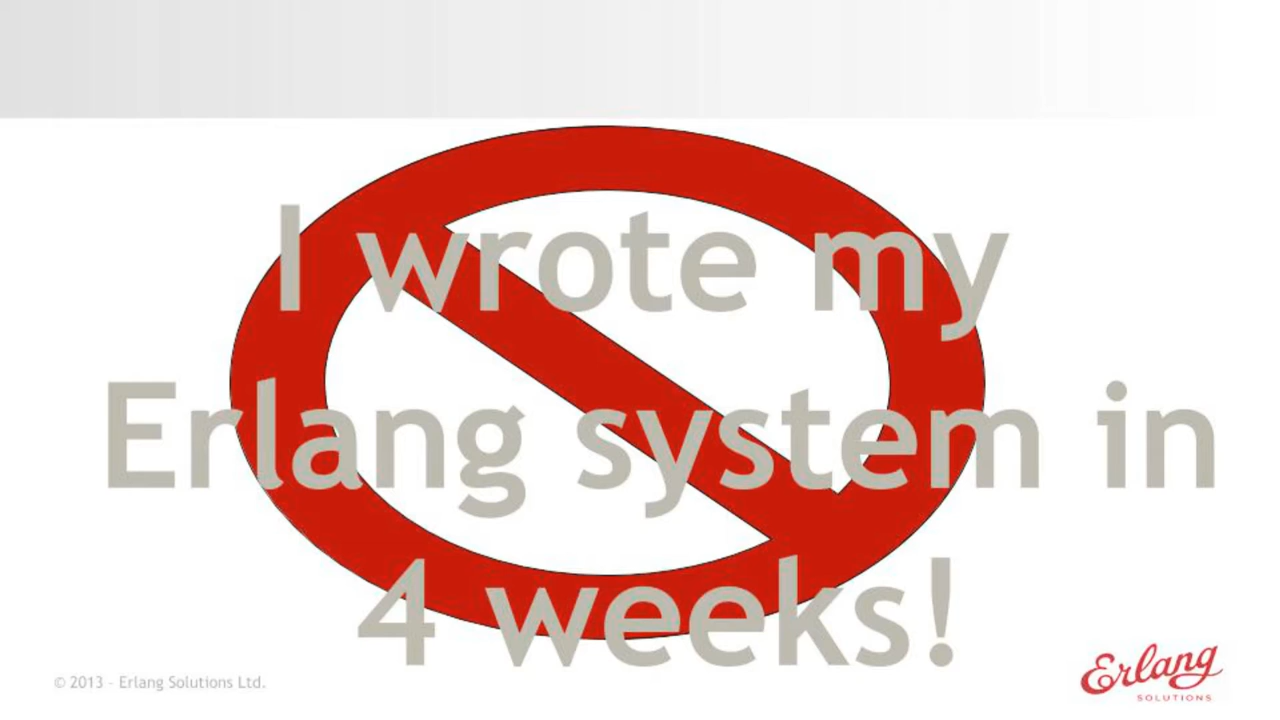 I wrote my
Erlang system in
4 weeks!
© 2013 – Erlang Solutions Ltd.
Erlang
SOLUTIONS